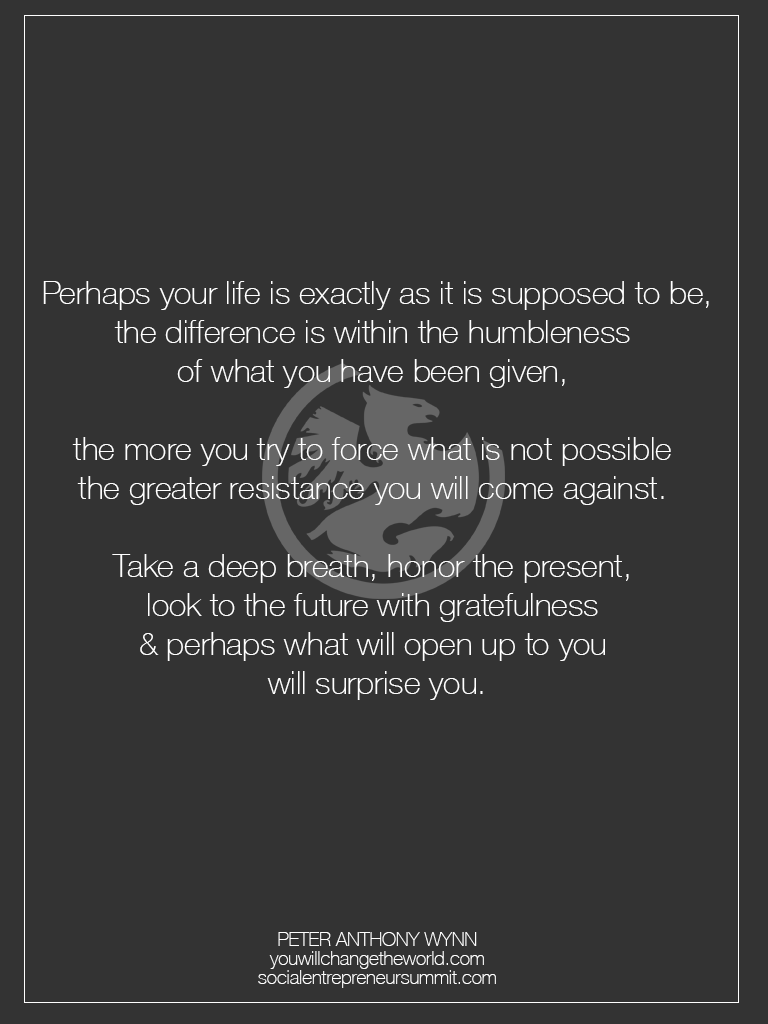 Perhaps your life is exactly as it is supposed to be,
the difference is within the humbleness
of what you have been given,
the more you try to force what is not possible
the greater resistance you will come against.
Take a deep breath, honor the present,
look to the future with gratefulness
& perhaps what will open up to you
will surprise you.
PETER ANTHONY WYNN
youwillchangetheworld.com
socialentrepreneursummit.com